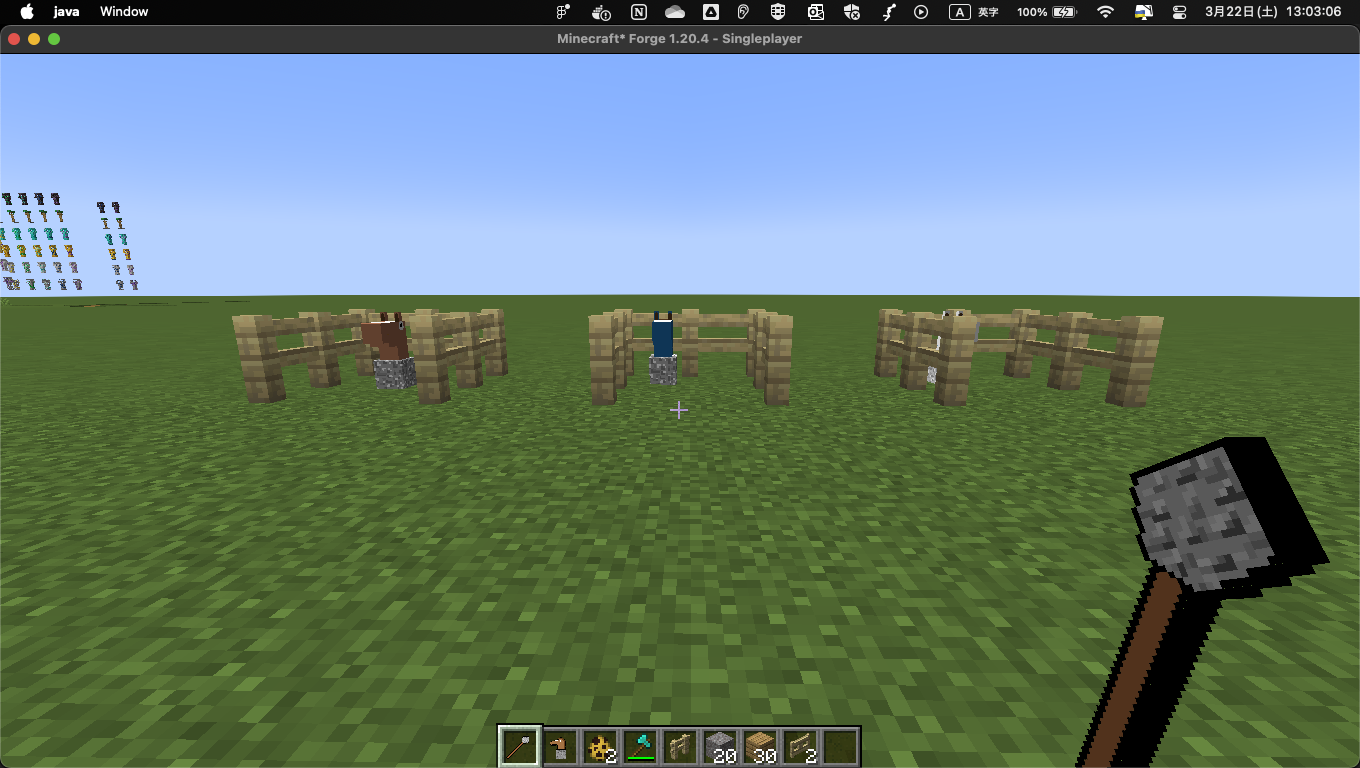 java Window A 英字 100% 3月22日(土) 13:03:06
Minecraft* Forge 1.20.4 - Singleplayer
2 20 30 2